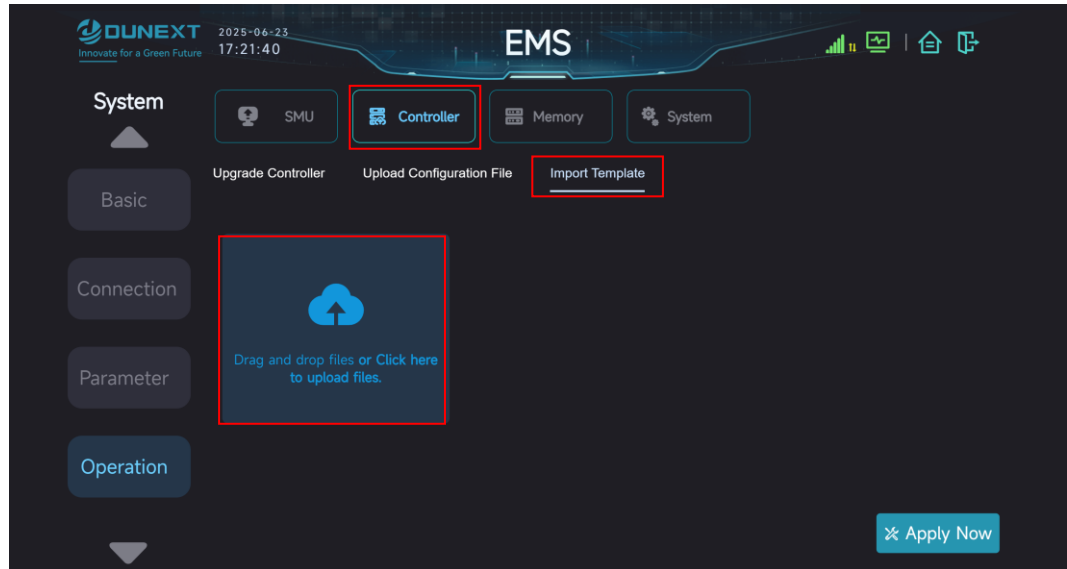 DUNEXT
Innovate for a Green Future
2025-06-23
17:21:40
EMS
System
SMU
Controller
Memory
System
Upgrade Controller
Upload Configuration File
Import Template
Basic
Connection
Parameter
Operation
Drag and drop files or Click here
to upload files.
Apply Now